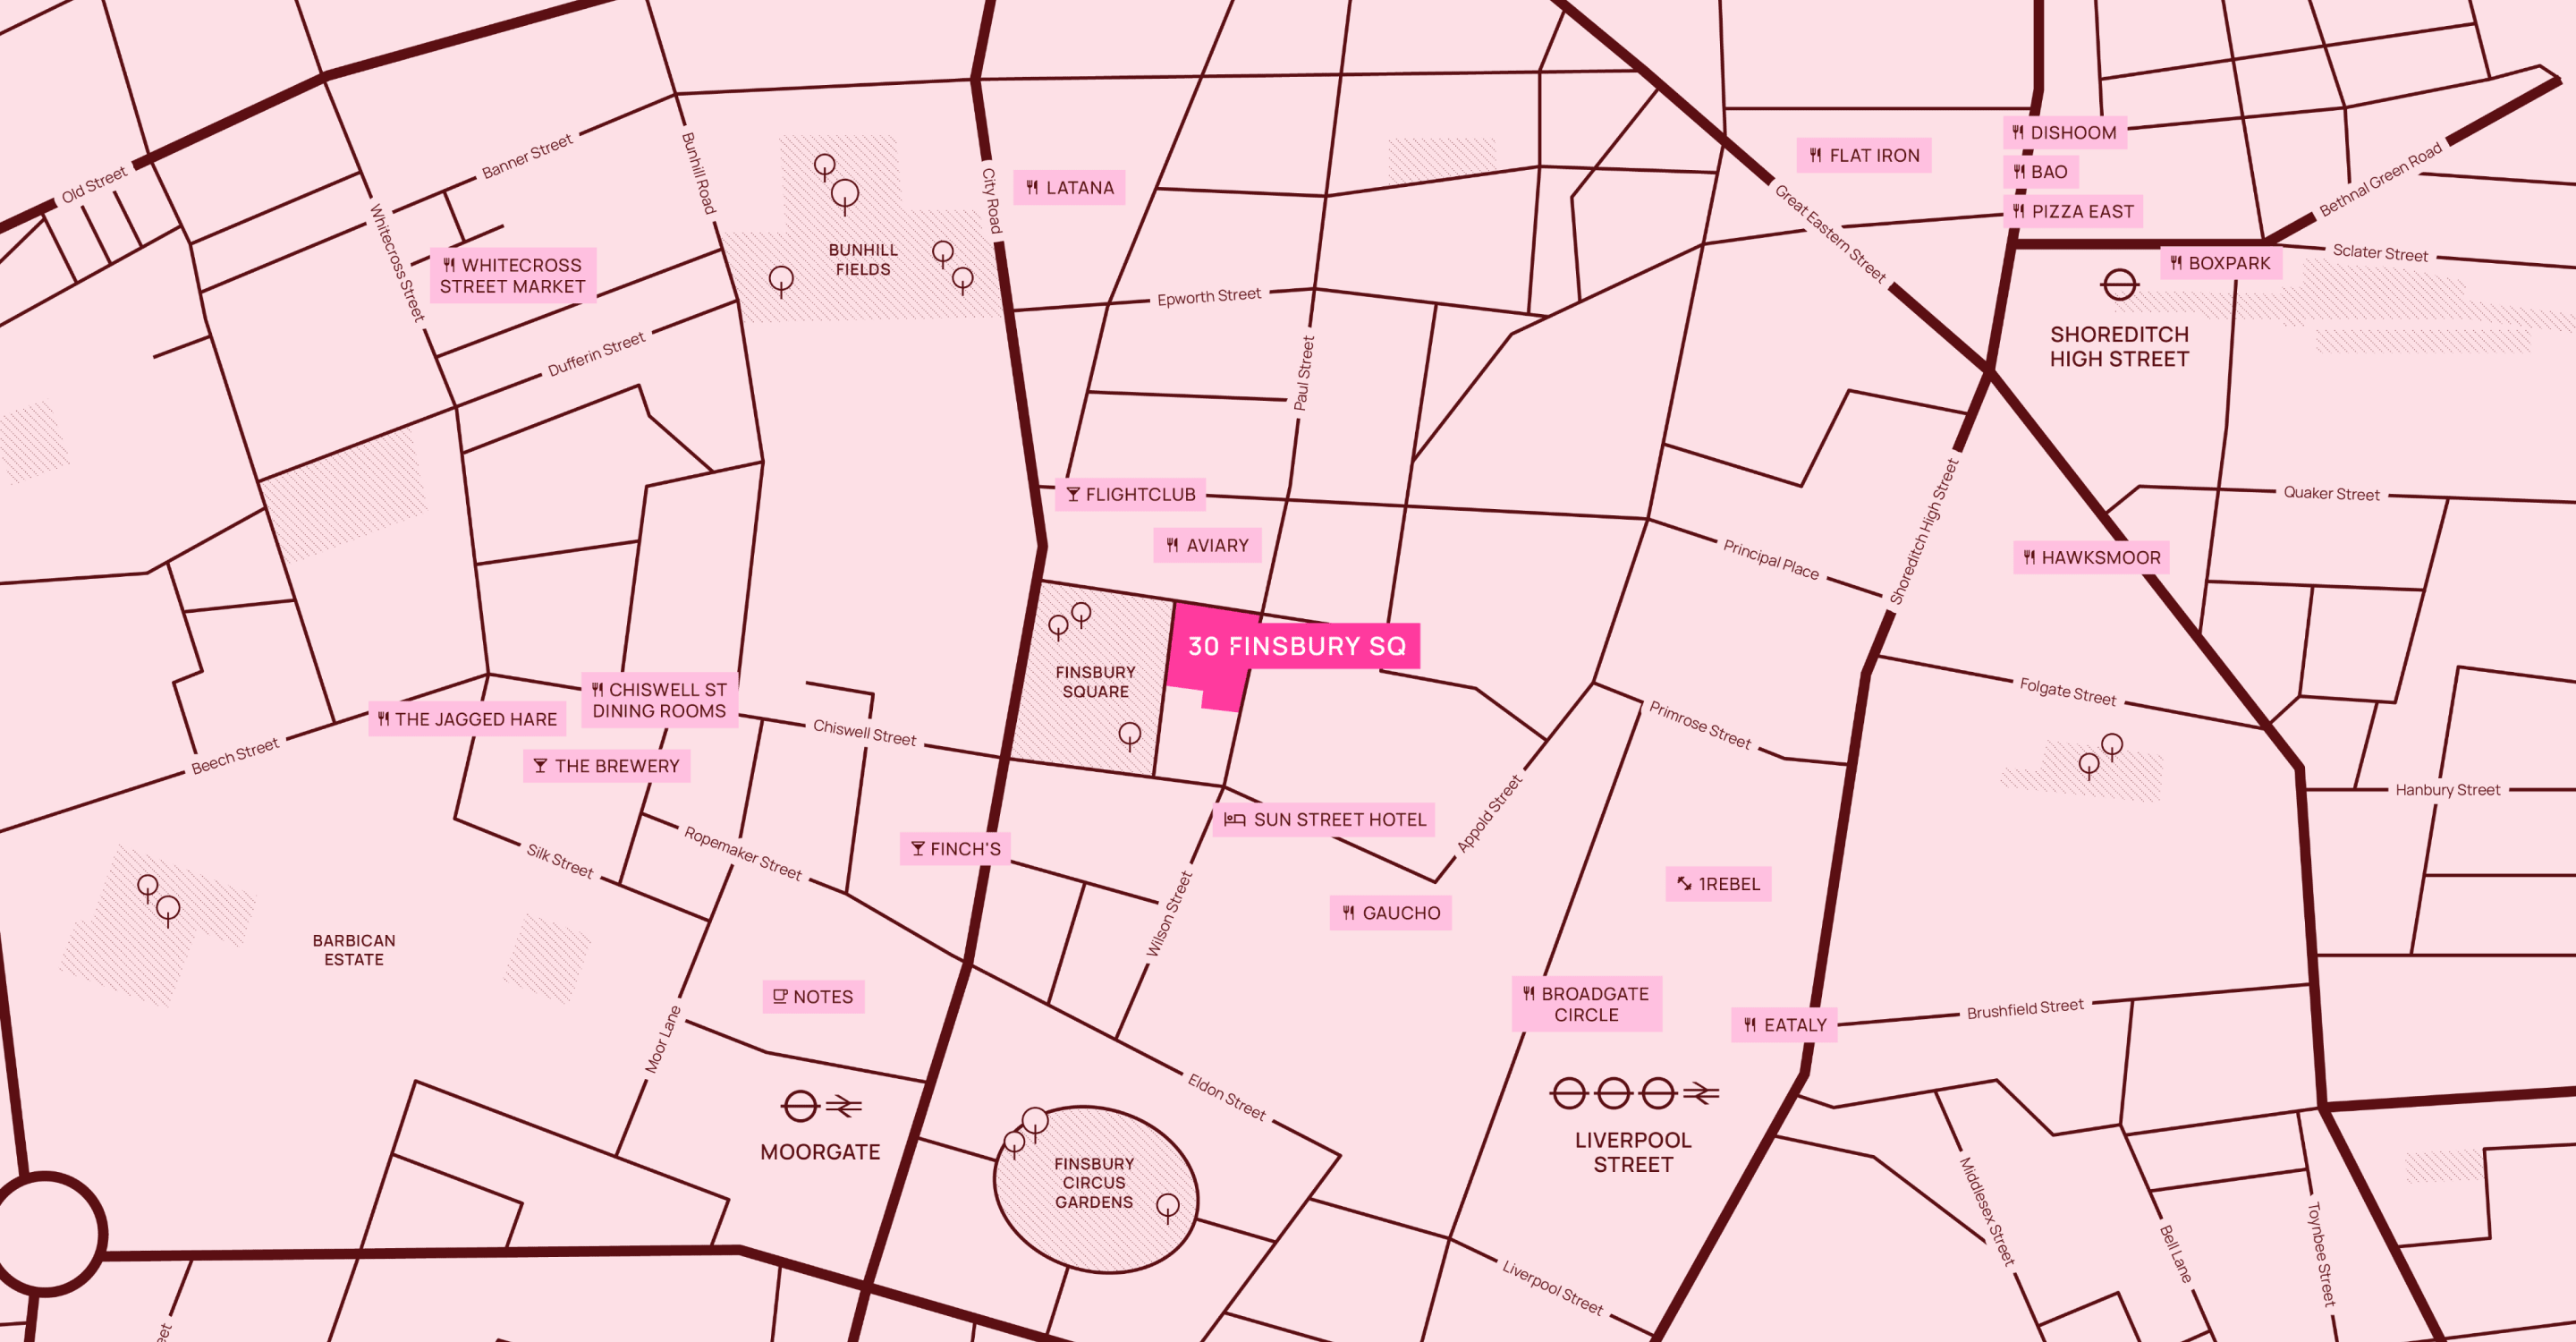 Old Street
Banner Street
Bunhill Road
City Road
LATANA
FLAT IRON
DISHOOM
BAO
PIZZA EAST
Great Eastern Street
Bethnal Green Road
Sclater Street
BOXPARK
Whitecross Street
WHITECROSS
STREET MARKET
BUNHILL
FIELDS
Epworth Street
Dufferin Street
Paul Street
SHOREDITCH
HIGH STREET
FLIGHTCLUB
AVIARY
Principal Place
Shoreditch High Street
Quaker Street
HAWKSMOOR
30 FINSBURY SQ
FINSBURY
SQUARE
CHISWELL ST
DINING ROOMS
THE JAGGED HARE
Beech Street
THE BREWERY
Chiswell Street
Primrose Street
Folgate Street
Hanbury Street
Silk Street
Ropemaker Street
FINCH'S
SUN STREET HOTEL
Appold Street
Wilson Street
GAUCHO
1REBEL
BARBICAN
ESTATE
NOTES
Moor Lane
BROADGATE
CIRCLE
EATALY
Brushfield Street
Eldon Street
MOORGATE
LIVERPOOL
STREET
FINSBURY
CIRCUS
GARDENS
Liverpool Street
Middlesex Street
Bell Lane
Toynbee Street